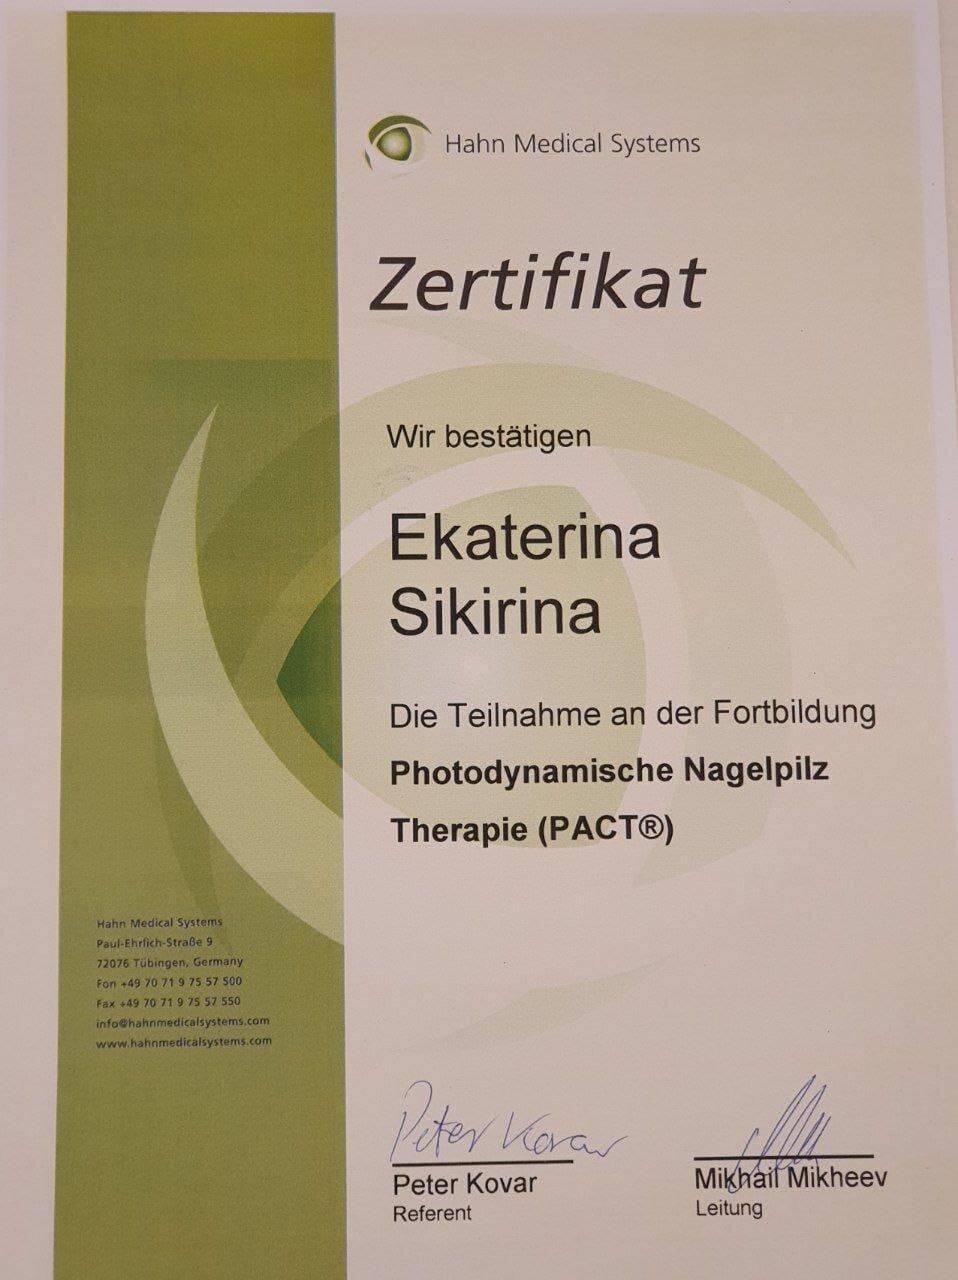 Hahn Medical Systems
Zertifikat
Wir bestätigen
Ekaterina
Sikirina
Die Teilnahme an der Fortbildung
Photodynamische Nagelpilz
Therapie (PACT®)
Hahn Medical Systems
Paul-Ehrlich-Straße 9
72076 Tübingen, Germany
Fon +49 70 71 9 75 57 500
Fax +49 70 71 9 75 57 550
info@hahnmedicalsystems.com
www.hahnmedicalsystems.com
Peter Kovar
Peter Kovar
Referent
Mikhail Mikheev
Leitung